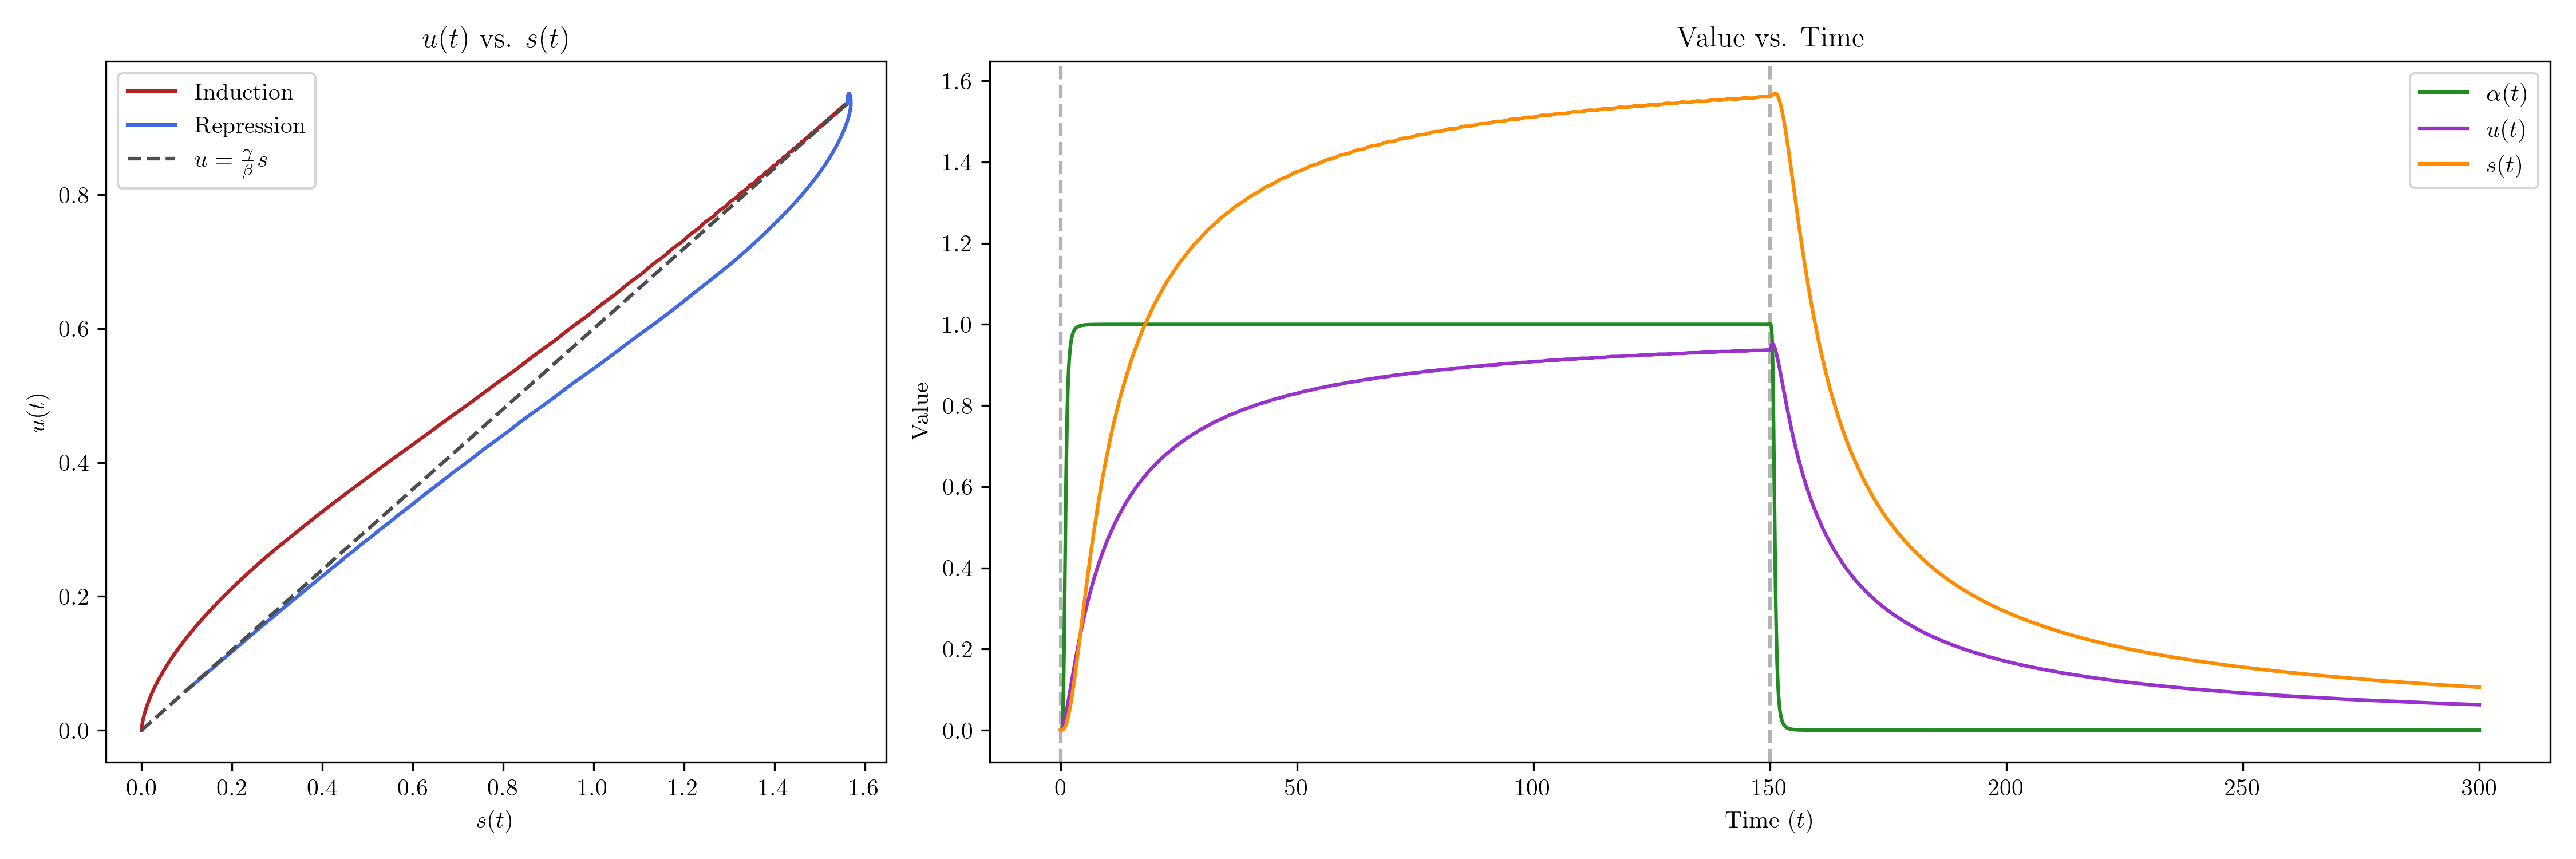 u(t) vs. s(t)
Induction
Repression
u = γ/β s
0.8
0.6
0.4
0.2
0.0
u(t)
0.0 0.2 0.4 0.6 0.8 1.0 1.2 1.4 1.6
s(t)
Value vs. Time
α(t)
u(t)
s(t)
1.6
1.4
1.2
1.0
0.8
0.6
0.4
0.2
0.0
Value
0 50 100 150 200 250 300
Time (t)